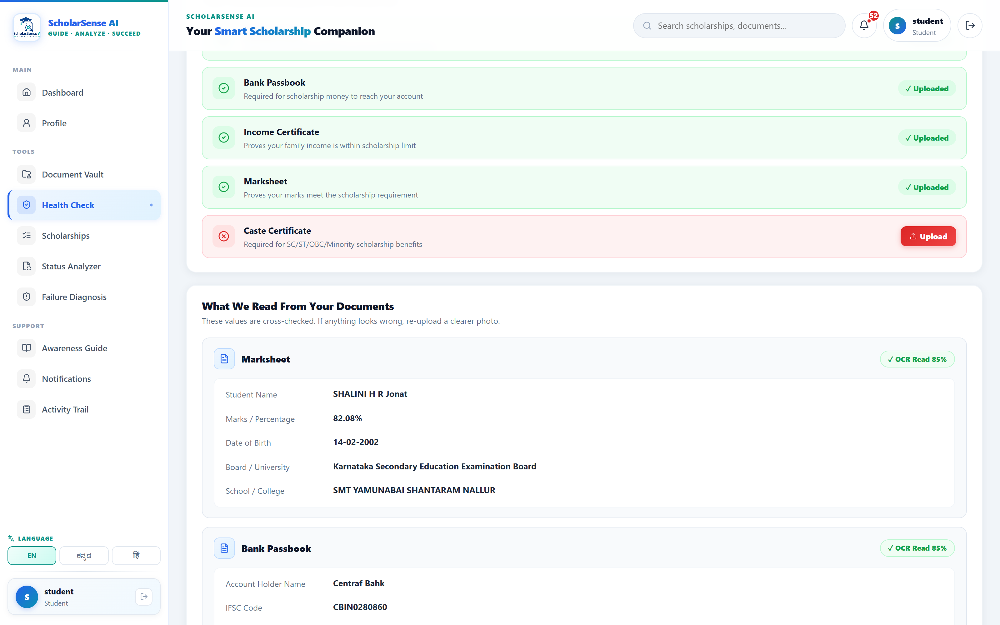 ScholarSense AI
ScholarSense AI
GUIDE · ANALYZE · SUCCEED
MAIN
Dashboard
Profile
TOOLS
Document Vault
Health Check
Scholarships
Status Analyzer
Failure Diagnosis
SUPPORT
Awareness Guide
Notifications
Activity Trail
LANGUAGE
EN
ಕನ್ನಡ
हिं
S
student
Student
SCHOLARSENSE AI
Your Smart Scholarship Companion
Search scholarships, documents...
52
S
student
Student
Bank Passbook
Required for scholarship money to reach your account
✓ Uploaded
Income Certificate
Proves your family income is within scholarship limit
✓ Uploaded
Marksheet
Proves your marks meet the scholarship requirement
✓ Uploaded
Caste Certificate
Required for SC/ST/OBC/Minority scholarship benefits
Upload
What We Read From Your Documents
These values are cross-checked. If anything looks wrong, re-upload a clearer photo.
Marksheet
✓ OCR Read 85%
Student Name SHALINI H R Jonat
Marks / Percentage 82.08%
Date of Birth 14-02-2002
Board / University Karnataka Secondary Education Examination Board
School / College SMT YAMUNABAI SHANTARAM NALLUR
Bank Passbook
✓ OCR Read 85%
Account Holder Name Centraf Bahk
IFSC Code CBIN0280860